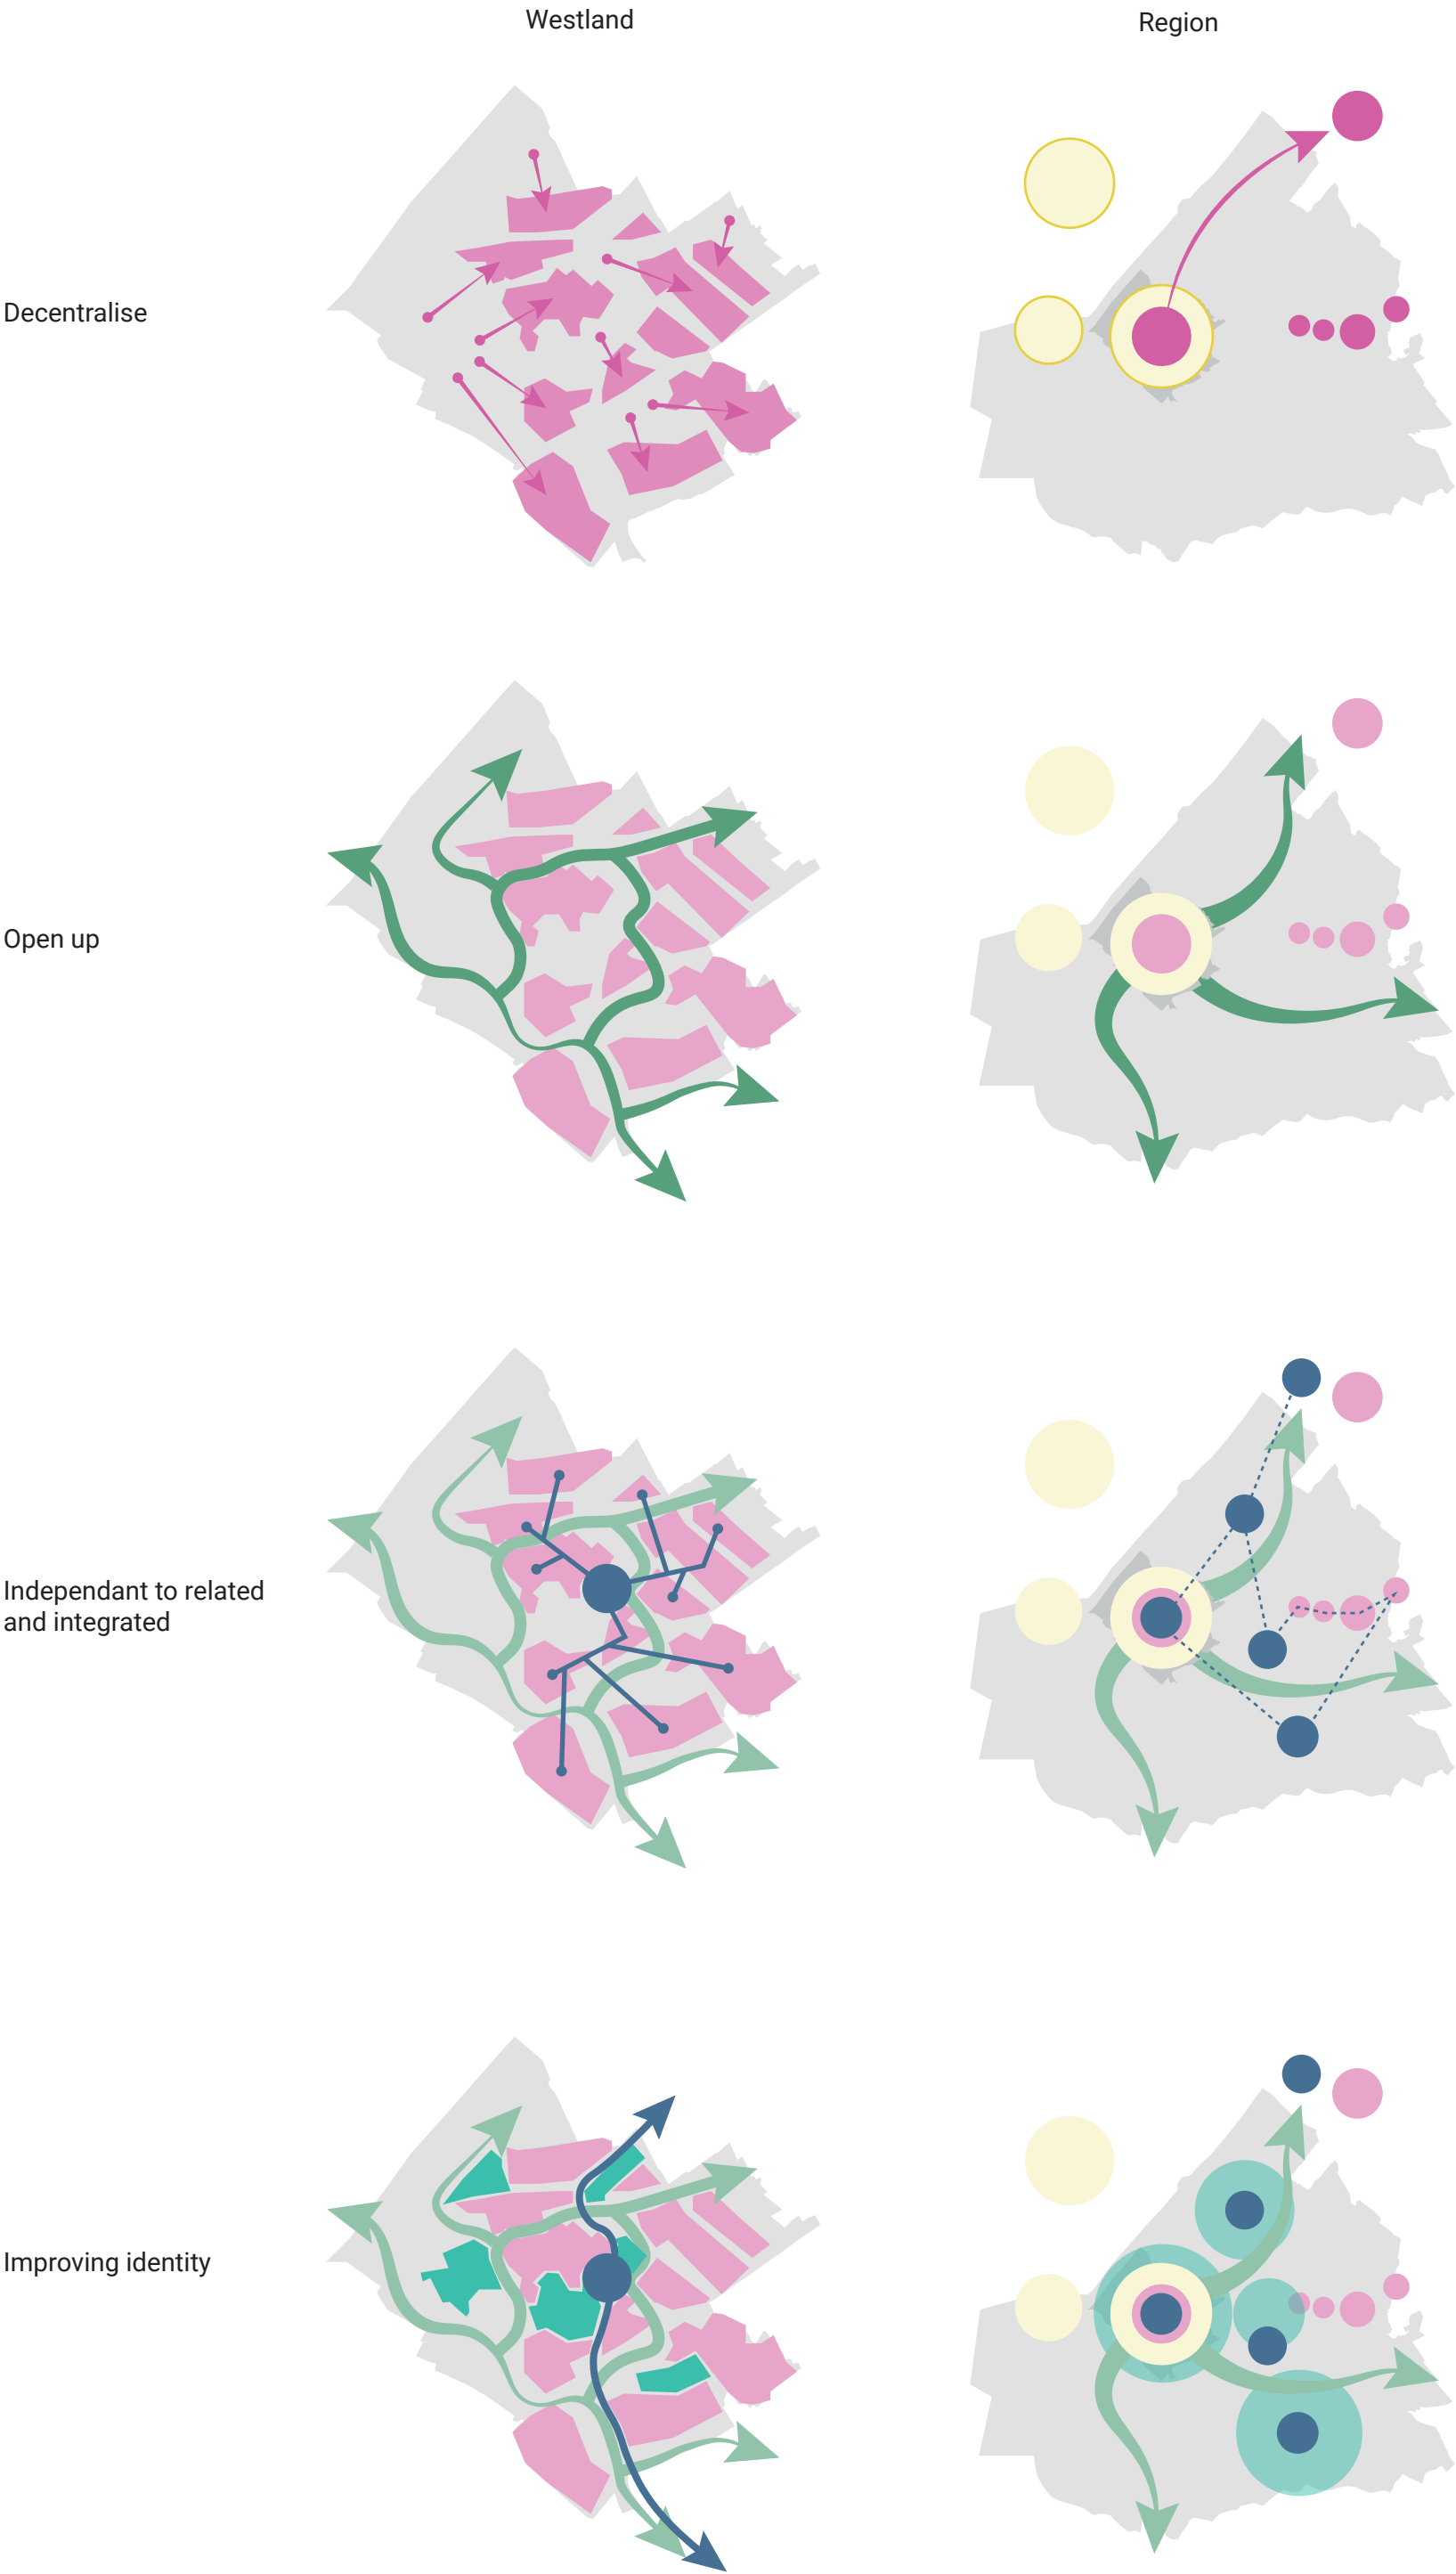 Westland
Region
Decentralise
Open up
Independant to related
and integrated
Improving identity